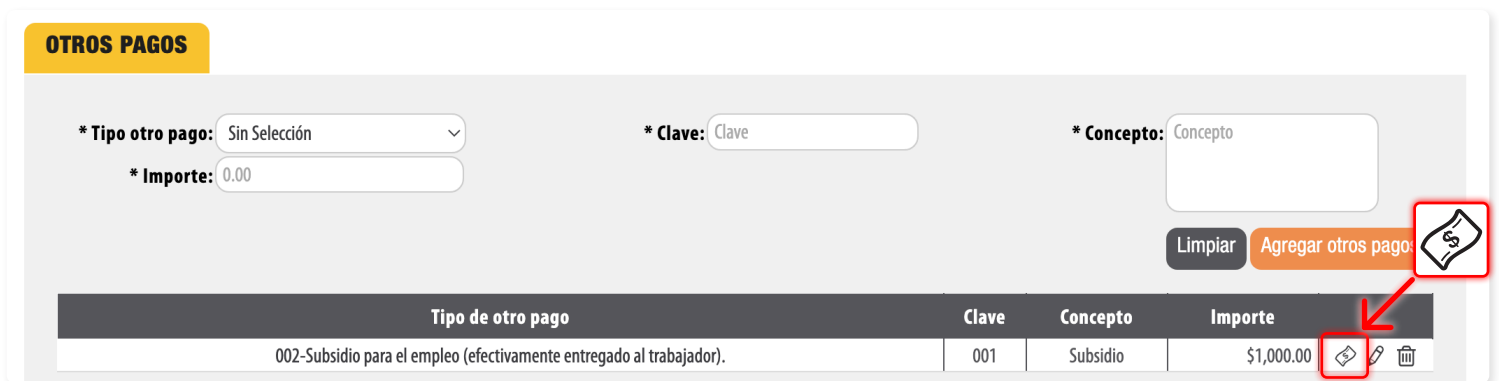 OTROS PAGOS
* Tipo otro pago: Sin Selección * Clave: Clave * Concepto: Concepto
* Importe: 0.00
Limpiar Agregar otros pagos
Tipo de otro pago Clave Concepto Importe
002-Subsidio para el empleo (efectivamente entregado al trabajador). 001 Subsidio $1,000.00